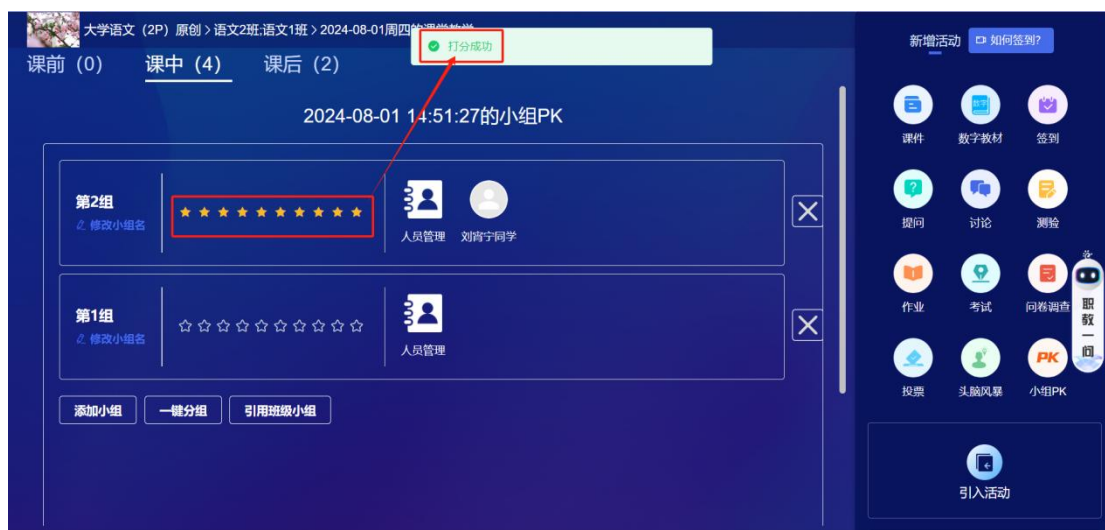 大学语文（2P）原创 > 语文2班;语文1班 > 2024-08-01周四
打分成功
课前（0） 课中（4） 课后（2）
2024-08-01 14:51:27的小组PK
第2组
修改小组名
人员管理 刘宵宁同学
第1组
修改小组名
人员管理
添加小组 一键分组 引用班级小组
新增活动 如何签到?
课件 数字教材 签到
提问 讨论 测验
作业 考试 问卷调查
投票 头脑风暴 小组PK
职教一问
引入活动